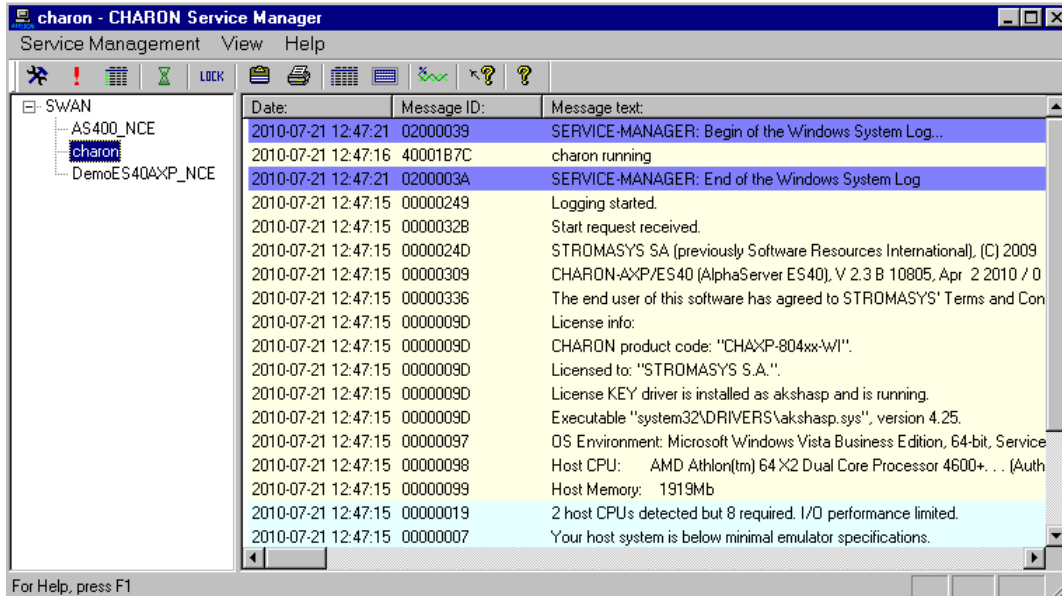 charon - CHARON Service Manager
Service Management View Help
LOCK
SWAN
AS400_NCE
charon
DemoES40AXP_NCE
Date: Message ID: Message text:
2010-07-21 12:47:21 02000039 SERVICE-MANAGER: Begin of the Windows System Log...
2010-07-21 12:47:16 40001B7C charon running
2010-07-21 12:47:21 0200003A SERVICE-MANAGER: End of the Windows System Log
2010-07-21 12:47:15 00000249 Logging started.
2010-07-21 12:47:15 0000032B Start request received.
2010-07-21 12:47:15 0000024D STROMASYS SA (previously Software Resources International), (C) 2009
2010-07-21 12:47:15 00000309 CHARON-AXP/ES40 (AlphaServer ES40), V 2.3 B 10805, Apr 2 2010 / 0
2010-07-21 12:47:15 00000336 The end user of this software has agreed to STROMASYS' Terms and Con
2010-07-21 12:47:15 0000009D License info:
2010-07-21 12:47:15 0000009D CHARON product code: "CHAXP-804xx-WI".
2010-07-21 12:47:15 0000009D Licensed to: "STROMASYS S.A.".
2010-07-21 12:47:15 0000009D License KEY driver is installed as akshasp and is running.
2010-07-21 12:47:15 0000009D Executable "system32\DRIVERS\akshasp.sys", version 4.25.
2010-07-21 12:47:15 00000097 OS Environment: Microsoft Windows Vista Business Edition, 64-bit, Service
2010-07-21 12:47:15 00000098 Host CPU: AMD Athlon(tm) 64 X2 Dual Core Processor 4600+. . . (Auth
2010-07-21 12:47:15 00000099 Host Memory: 1919Mb
2010-07-21 12:47:15 00000019 2 host CPUs detected but 8 required. I/O performance limited.
2010-07-21 12:47:15 00000007 Your host system is below minimal emulator specifications.
For Help, press F1